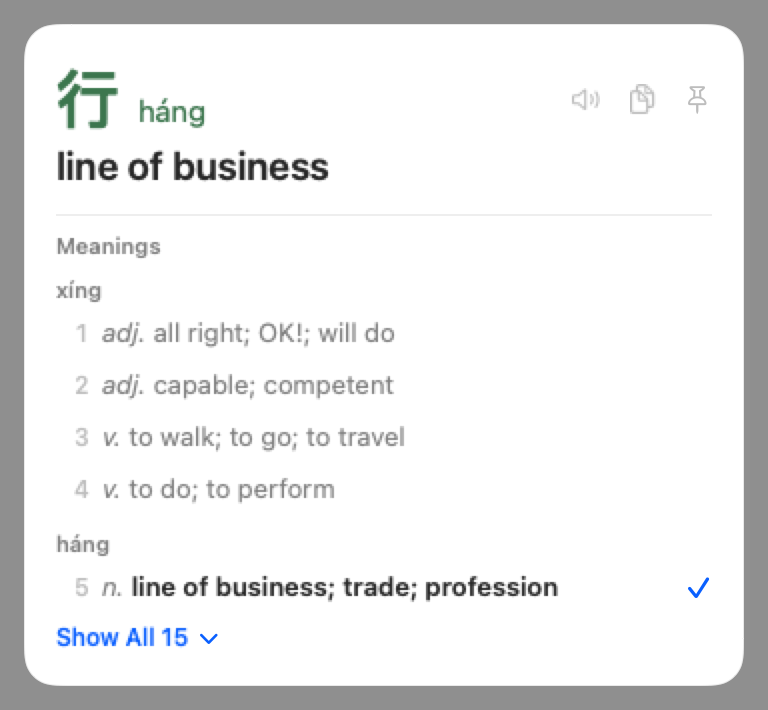 行 háng
line of business
Meanings
xíng
1 adj. all right; OK!; will do
2 adj. capable; competent
3 v. to walk; to go; to travel
4 v. to do; to perform
háng
5 n. line of business; trade; profession
Show All 15